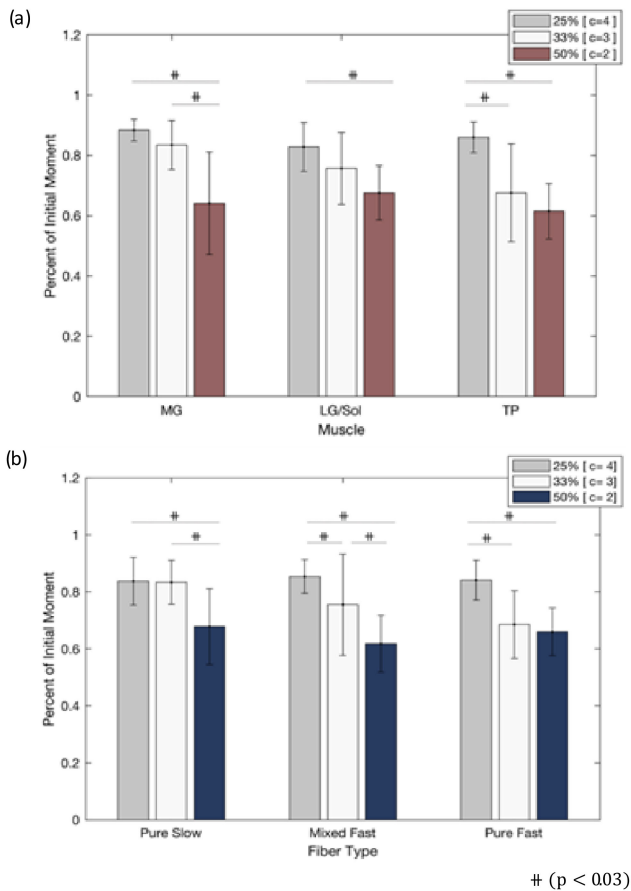 (a)
1.2
25% [ c=4]
33% [ c=3]
50% [ c=2]
⧺
⧺
⧺
⧺
⧺
1
0.8
0.6
0.4
0.2
0
Percent of Initial Moment
MG
LG/Sol
TP
Muscle
(b)
1.2
25% [ c= 4]
33% [ c= 3]
50% [ c= 2]
⧺
⧺
⧺
⧺
⧺
⧺
⧺
1
0.8
0.6
0.4
0.2
0
Percent of Initial Moment
Pure Slow
Mixed Fast
Pure Fast
Fiber Type
⧺ (p < 0.03)